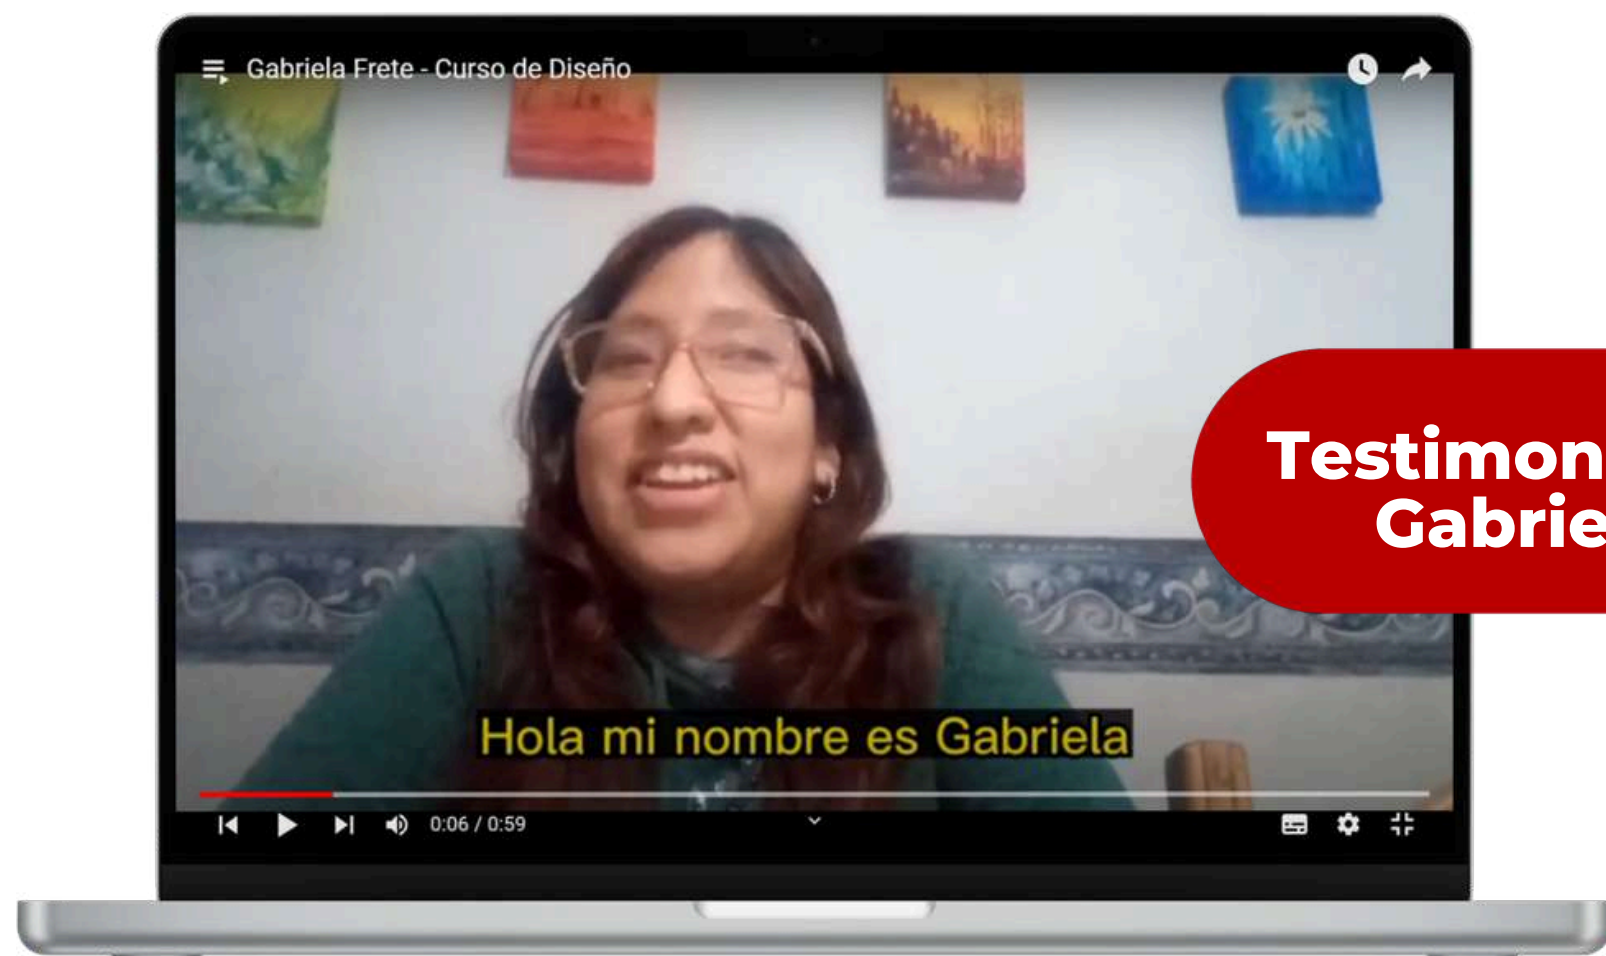 Gabriela Frete - Curso de Diseño
Testimon
Gabrie
Hola mi nombre es Gabriela
0:06 / 0:59